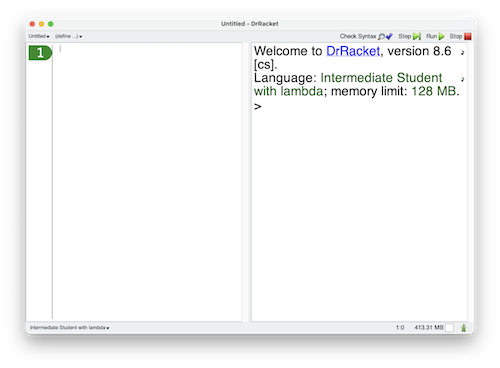 Untitled - DrRacket
Untitled (define ...) Check Syntax Step Run Stop
1
Welcome to DrRacket, version 8.6
[cs].
Language: Intermediate Student
with lambda; memory limit: 128 MB.
>
Intermediate Student with lambda 1:0 413.31 MB